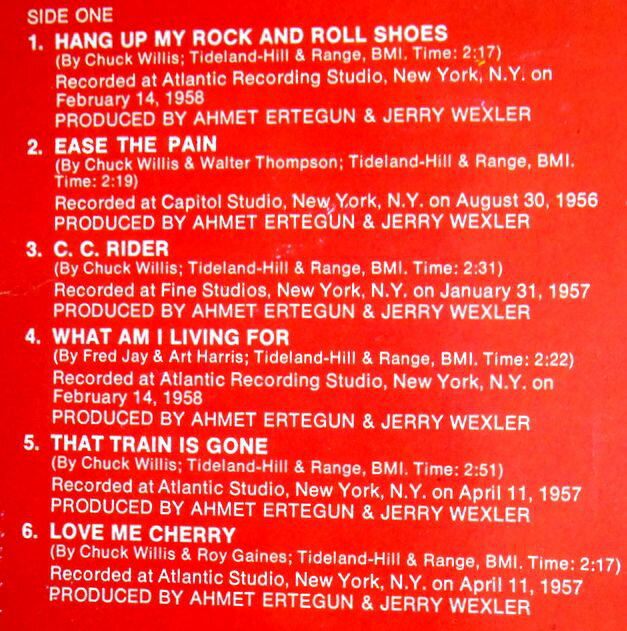 SIDE ONE
1. HANG UP MY ROCK AND ROLL SHOES
(By Chuck Willis; Tideland-Hill & Range, BMI. Time: 2:17)
Recorded at Atlantic Recording Studio, New York, N.Y. on
February 14, 1958
PRODUCED BY AHMET ERTEGUN & JERRY WEXLER
2. EASE THE PAIN
(By Chuck Willis & Walter Thompson; Tideland-Hill & Range, BMI.
Time: 2:19)
Recorded at Capitol Studio, New York, N.Y. on August 30, 1956
PRODUCED BY AHMET ERTEGUN & JERRY WEXLER
3. C. C. RIDER
(By Chuck Willis; Tideland-Hill & Range, BMI. Time: 2:31)
Recorded at Fine Studios, New York, N.Y. on January 31, 1957
PRODUCED BY AHMET ERTEGUN & JERRY WEXLER
4. WHAT AM I LIVING FOR
(By Fred Jay & Art Harris; Tideland-Hill & Range, BMI. Time: 2:22)
Recorded at Atlantic Recording Studio, New York, N.Y. on
February 14, 1958
PRODUCED BY AHMET ERTEGUN & JERRY WEXLER
5. THAT TRAIN IS GONE
(By Chuck Willis; Tideland-Hill & Range, BMI. Time: 2:51)
Recorded at Atlantic Studio, New York, N.Y. on April 11, 1957
PRODUCED BY AHMET ERTEGUN & JERRY WEXLER
6. LOVE ME CHERRY
(By Chuck Willis & Roy Gaines; Tideland-Hill & Range, BMI. Time: 2:17)
Recorded at Atlantic Studio, New York, N.Y. on April 11, 1957
PRODUCED BY AHMET ERTEGUN & JERRY WEXLER